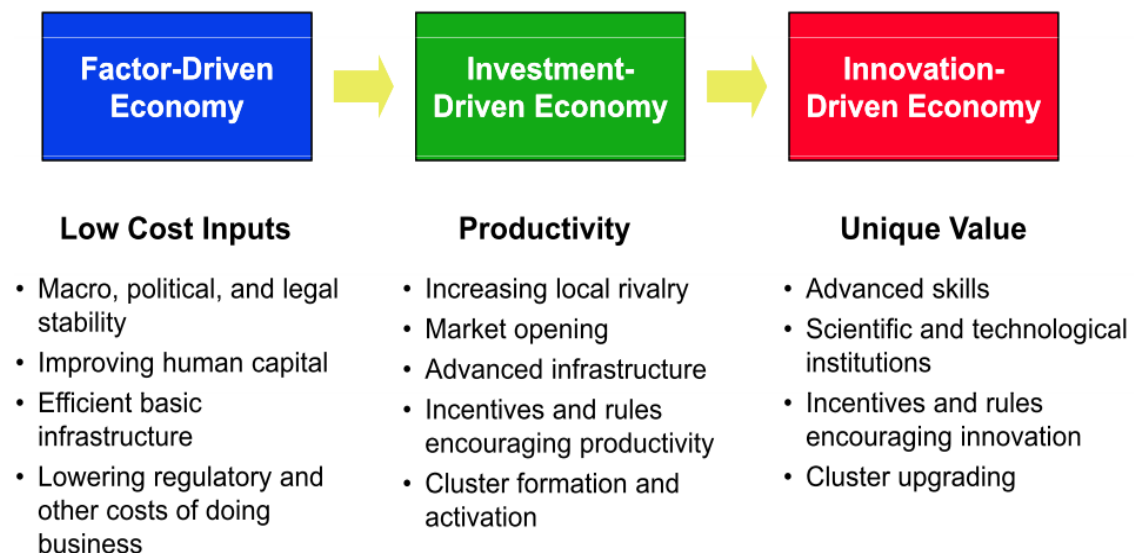 Factor-Driven
Economy
Investment-
Driven Economy
Innovation-
Driven Economy
Low Cost Inputs
• Macro, political, and legal
stability
• Improving human capital
• Efficient basic
infrastructure
• Lowering regulatory and
other costs of doing
business
Productivity
• Increasing local rivalry
• Market opening
• Advanced infrastructure
• Incentives and rules
encouraging productivity
• Cluster formation and
activation
Unique Value
• Advanced skills
• Scientific and technological
institutions
• Incentives and rules
encouraging innovation
• Cluster upgrading